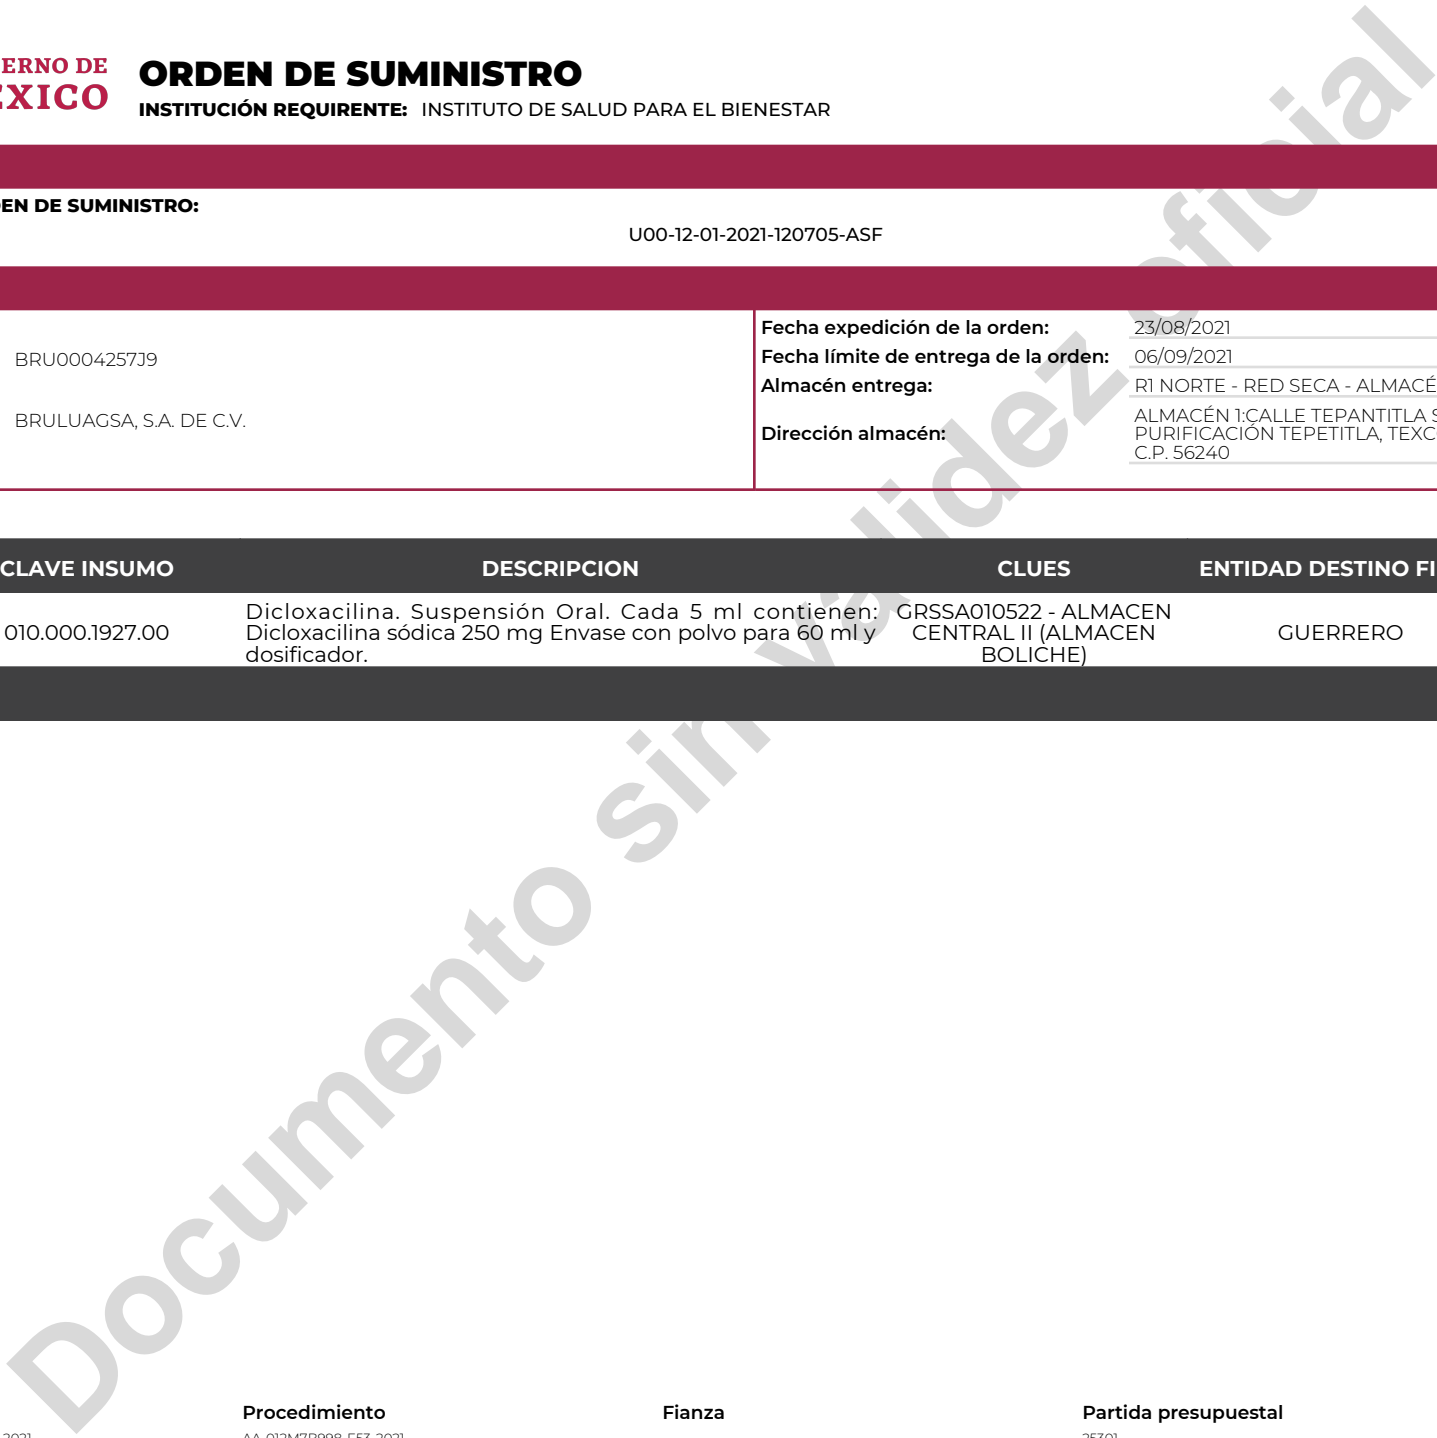 ERNO DE
EXICO
ORDEN DE SUMINISTRO
INSTITUCIÓN REQUIRENTE: INSTITUTO DE SALUD PARA EL BIENESTAR
EN DE SUMINISTRO:
U00-12-01-2021-120705-ASF
BRU0004257J9
BRULUAGSA, S.A. DE C.V.
Fecha expedición de la orden: 23/08/2021
Fecha límite de entrega de la orden: 06/09/2021
Almacén entrega: R1 NORTE - RED SECA - ALMACÉ
Dirección almacén: ALMACÉN 1:CALLE TEPANTITLA S
PURIFICACIÓN TEPETITLA, TEXC
C.P. 56240
CLAVE INSUMO DESCRIPCION CLUES ENTIDAD DESTINO FI
010.000.1927.00
Dicloxacilina. Suspensión Oral. Cada 5 ml contienen:
Dicloxacilina sódica 250 mg Envase con polvo para 60 ml y
dosificador.
GRSSA010522 - ALMACEN
CENTRAL II (ALMACEN
BOLICHE)
GUERRERO
Documento sin validez oficial
Procedimiento Fianza Partida presupuestal